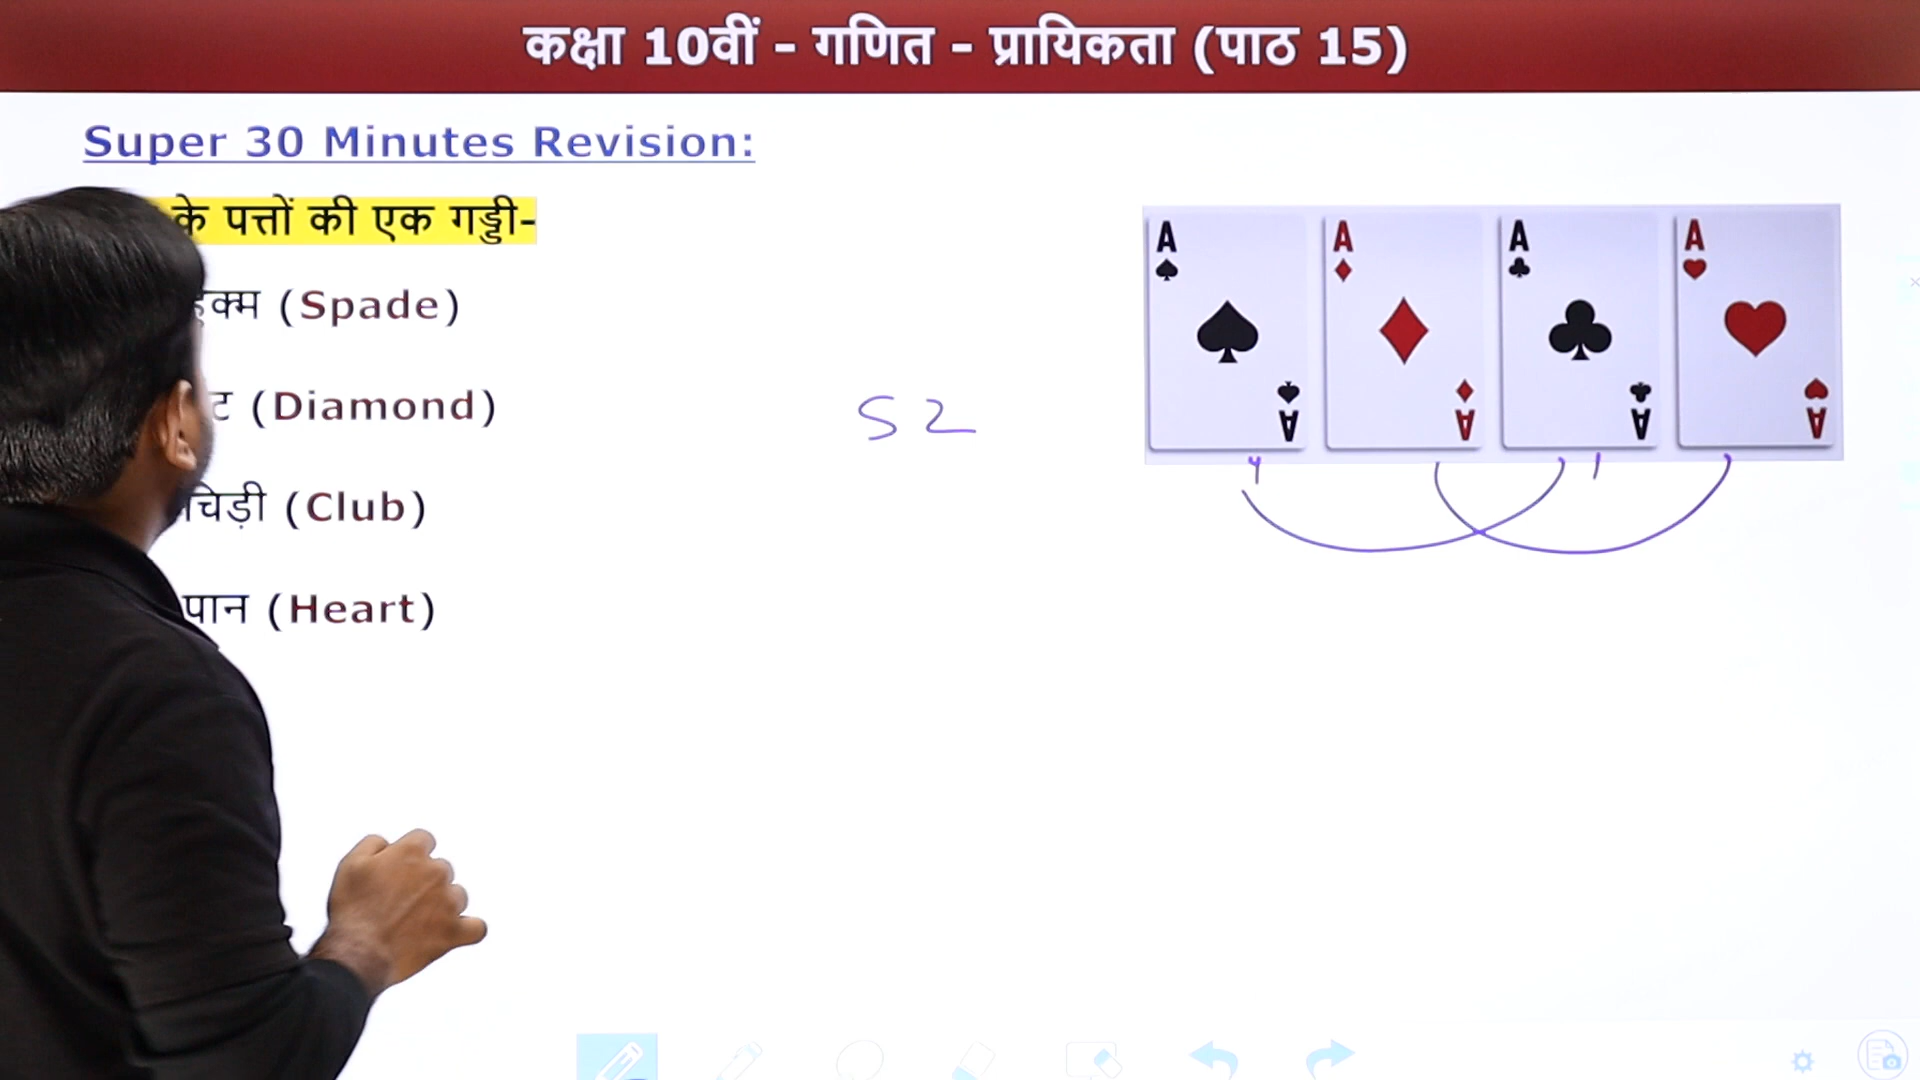 कक्षा 10वीं - गणित - प्रायिकता (पाठ 15)
Super 30 Minutes Revision:
के पत्तों की एक गड्डी-
हुक्म (Spade)
(Diamond)
चिड़ी (Club)
पान (Heart)
52
A A A A
A A A A